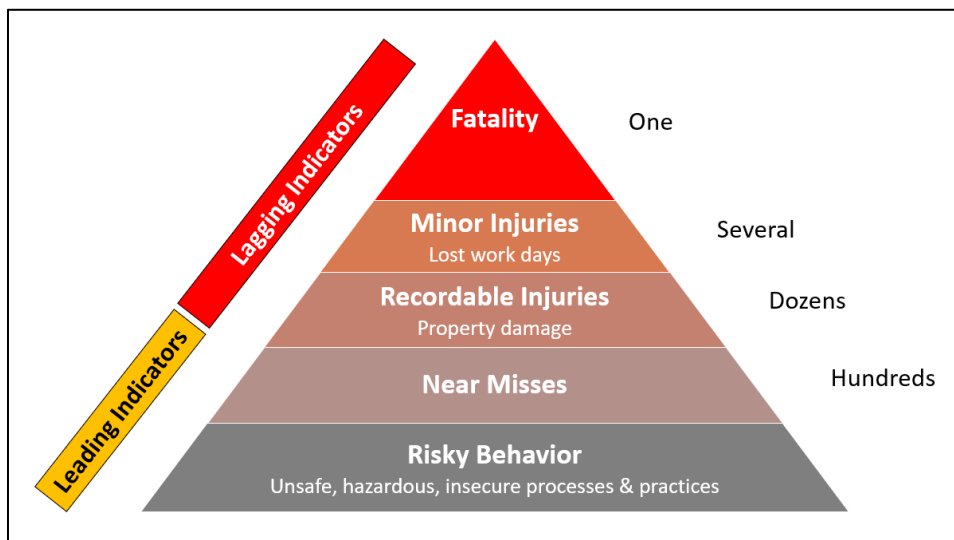 Lagging Indicators
Leading Indicators
Fatality
One
Minor Injuries
Lost work days
Several
Recordable Injuries
Property damage
Dozens
Near Misses
Hundreds
Risky Behavior
Unsafe, hazardous, insecure processes & practices